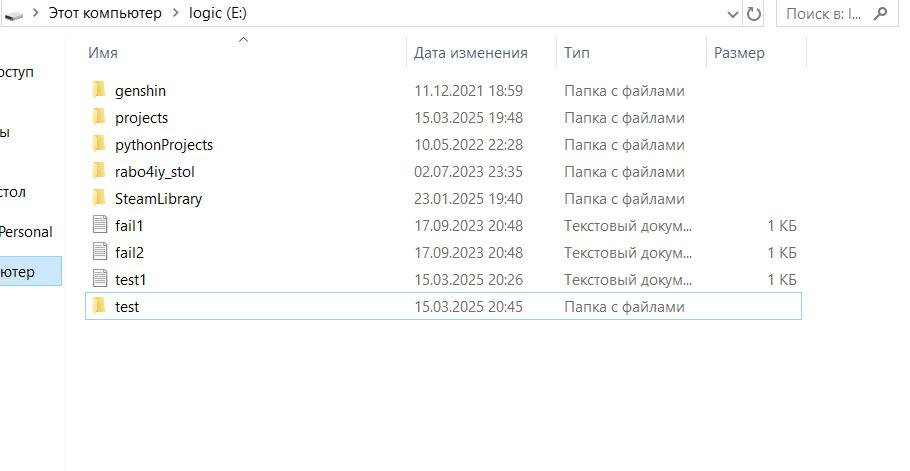 Этот компьютер > logic (E:) Поиск в: l...
Имя Дата изменения Тип Размер
genshin 11.12.2021 18:59 Папка с файлами
projects 15.03.2025 19:48 Папка с файлами
pythonProjects 10.05.2022 22:28 Папка с файлами
rabo4iy_stol 02.07.2023 23:35 Папка с файлами
SteamLibrary 23.01.2025 19:40 Папка с файлами
fail1 17.09.2023 20:48 Текстовый докум... 1 КБ
fail2 17.09.2023 20:48 Текстовый докум... 1 КБ
test1 15.03.2025 20:26 Текстовый докум... 1 КБ
test 15.03.2025 20:45 Папка с файлами
оступ
ы
стол
Personal
ютер